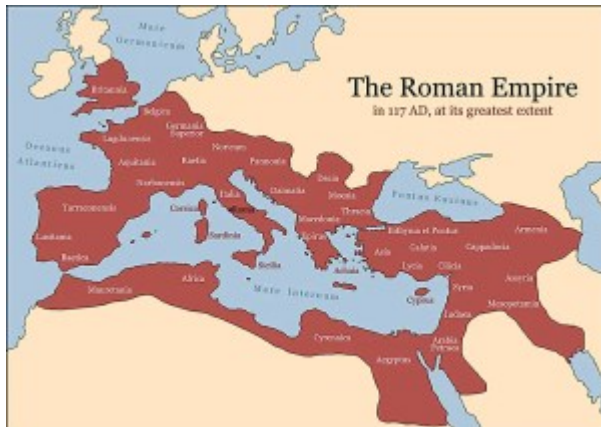 Mare
Germanicum
The Roman Empire
in 117 AD, at its greatest extent
Britannia
Belgica
Germania
Superior
Lugdunensis
Oceanus
Atlanticus
Noricum
Aquitania
Raetia
Pannonia
Narbonensis
Dacia
Dalmatia
Moesia
Pontus Euxinus
Italia
Corsica
Tarraconensis
Thracia
Macedonia
Bithynia et Pontus
Armenia
Sardinia
Epirus
Galatia
Cappadocia
Lusitania
Asia
Baetica
Sicilia
Achaia
Lycia
Cilicia
Assyria
Africa
Syria
Mauretania
Mare Internum
Cyprus
Mesopotamia
Iudaea
Cyrenaica
Arabia
Petraea
Aegyptus